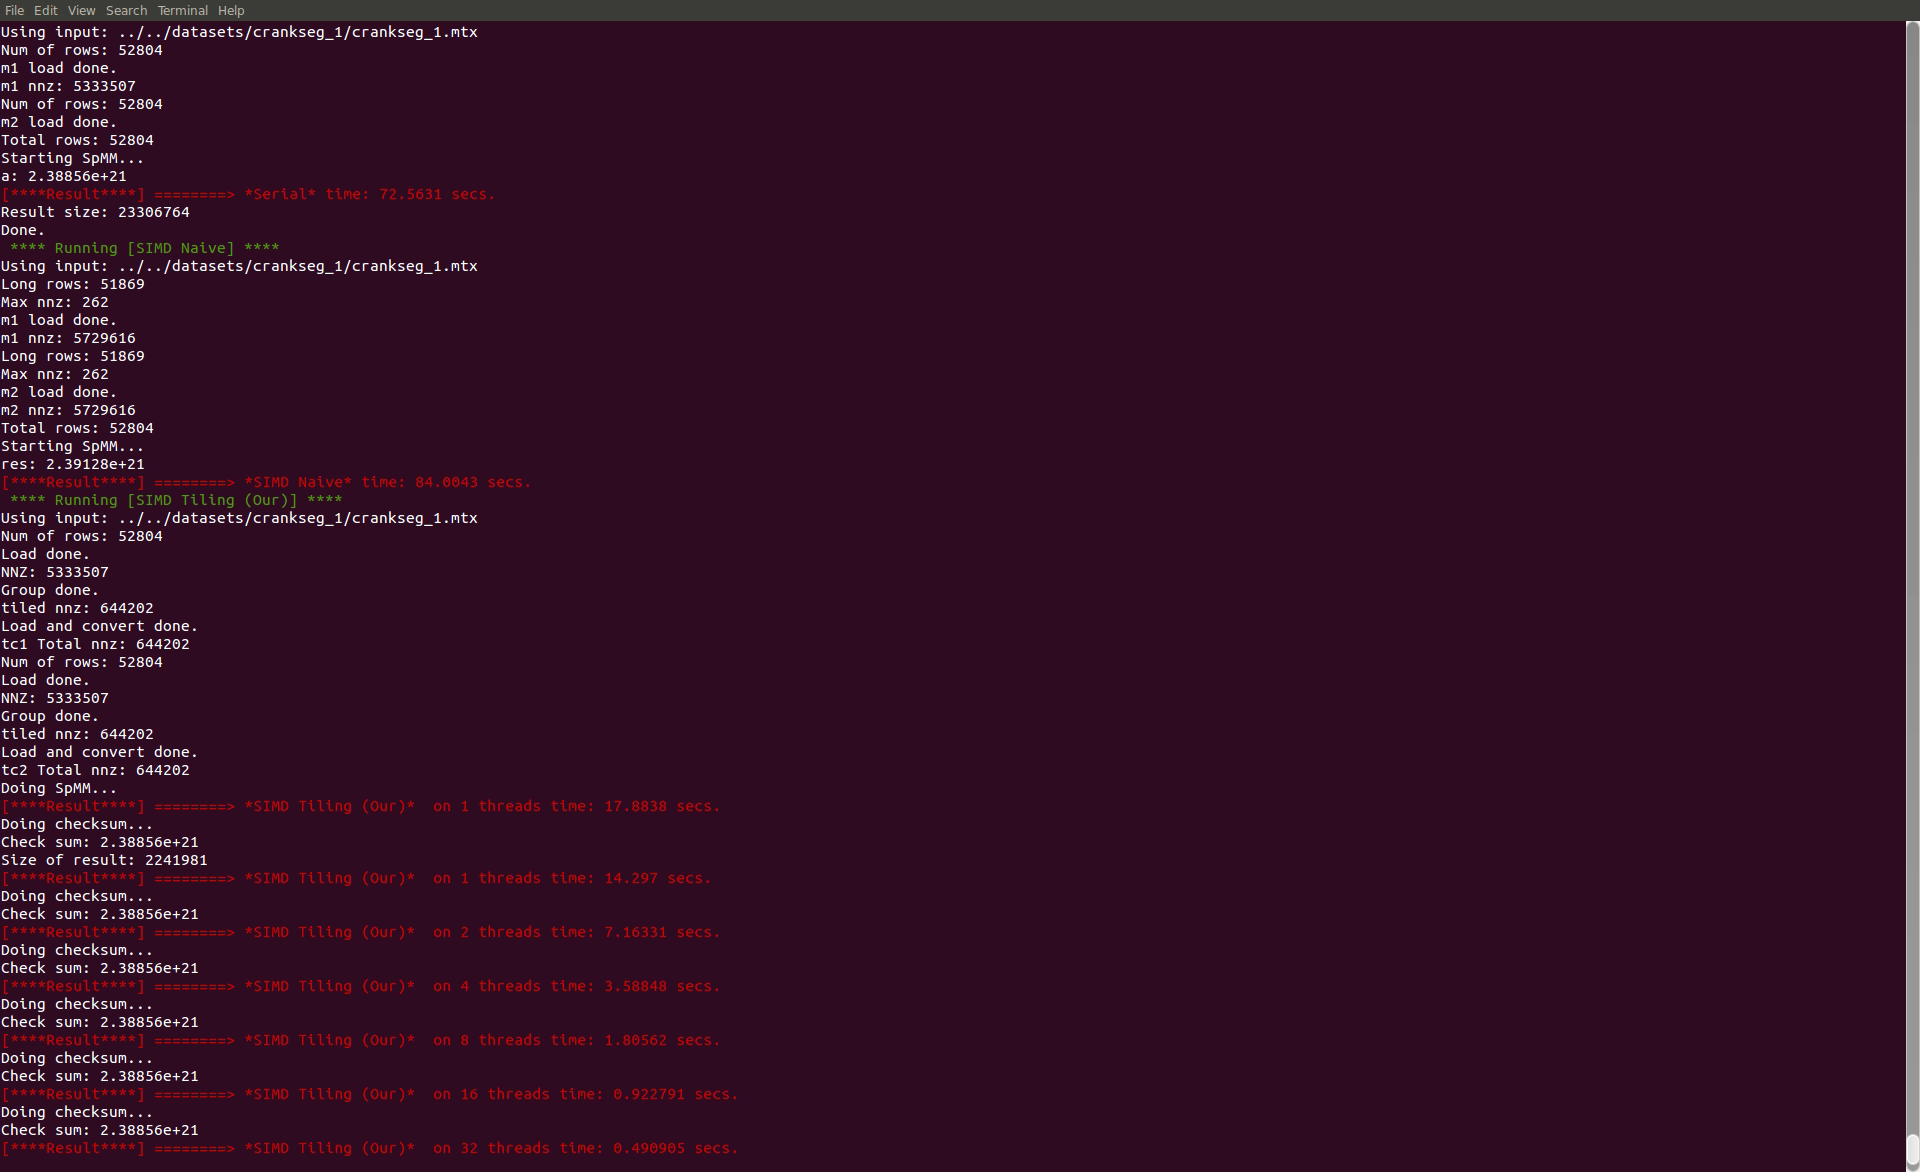 File Edit View Search Terminal Help
Using input: ../../datasets/crankseg_1/crankseg_1.mtx
Num of rows: 52804
m1 load done.
m1 nnz: 5333507
Num of rows: 52804
m2 load done.
Total rows: 52804
Starting SpMM...
a: 2.38856e+21
[****Result****] ========> *Serial* time: 72.5631 secs.
Result size: 23306764
Done.
 **** Running [SIMD Naive] ****
Using input: ../../datasets/crankseg_1/crankseg_1.mtx
Long rows: 51869
Max nnz: 262
m1 load done.
m1 nnz: 5729616
Long rows: 51869
Max nnz: 262
m2 load done.
m2 nnz: 5729616
Total rows: 52804
Starting SpMM...
res: 2.39128e+21
[****Result****] ========> *SIMD Naive* time: 84.0043 secs.
 **** Running [SIMD Tiling (Our)] ****
Using input: ../../datasets/crankseg_1/crankseg_1.mtx
Num of rows: 52804
Load done.
NNZ: 5333507
Group done.
tiled nnz: 644202
Load and convert done.
tc1 Total nnz: 644202
Num of rows: 52804
Load done.
NNZ: 5333507
Group done.
tiled nnz: 644202
Load and convert done.
tc2 Total nnz: 644202
Doing SpMM...
[****Result****] ========> *SIMD Tiling (Our)*  on 1 threads time: 17.8838 secs.
Doing checksum...
Check sum: 2.38856e+21
Size of result: 2241981
[****Result****] ========> *SIMD Tiling (Our)*  on 1 threads time: 14.297 secs.
Doing checksum...
Check sum: 2.38856e+21
[****Result****] ========> *SIMD Tiling (Our)*  on 2 threads time: 7.16331 secs.
Doing checksum...
Check sum: 2.38856e+21
[****Result****] ========> *SIMD Tiling (Our)*  on 4 threads time: 3.58848 secs.
Doing checksum...
Check sum: 2.38856e+21
[****Result****] ========> *SIMD Tiling (Our)*  on 8 threads time: 1.80562 secs.
Doing checksum...
Check sum: 2.38856e+21
[****Result****] ========> *SIMD Tiling (Our)*  on 16 threads time: 0.922791 secs.
Doing checksum...
Check sum: 2.38856e+21
[****Result****] ========> *SIMD Tiling (Our)*  on 32 threads time: 0.490905 secs.